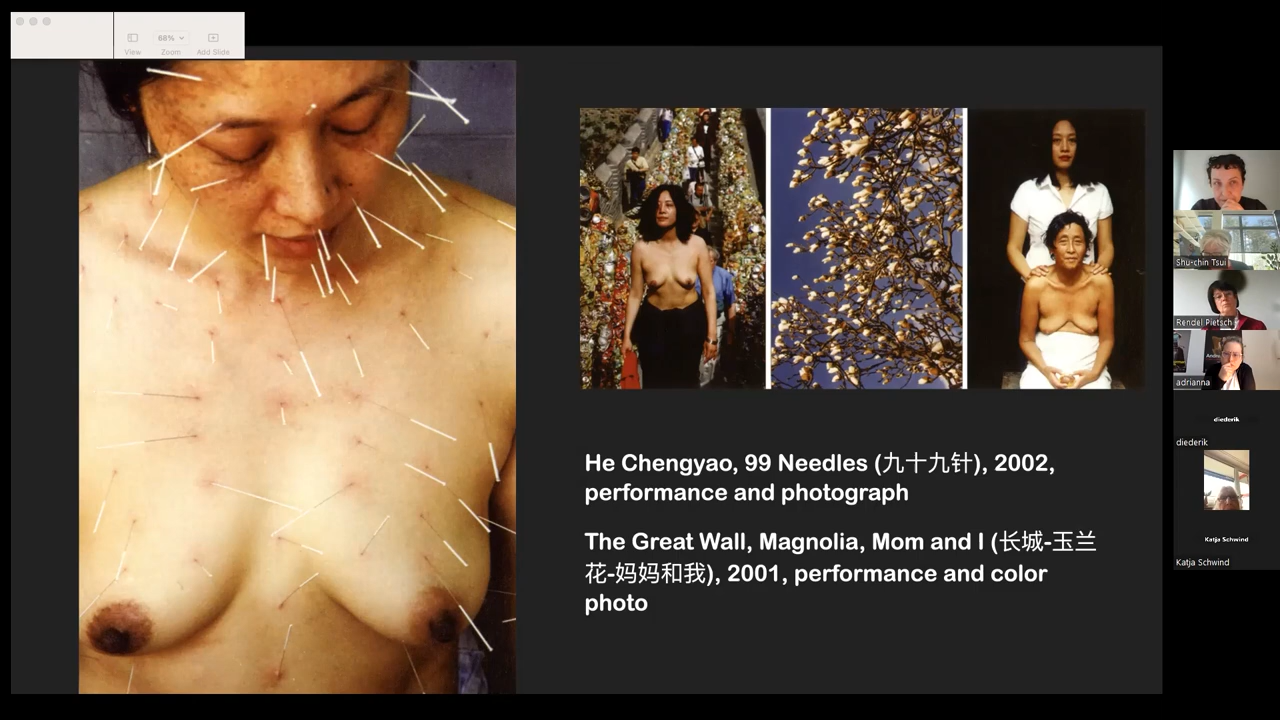 68%
View
Zoom
Add Slide
He Chengyao, 99 Needles (九十九针), 2002,
performance and photograph
The Great Wall, Magnolia, Mom and I (长城-玉兰
花-妈妈和我), 2001, performance and color
photo
Shu-chin Tsui
Rendel Pietsch
adrianna
diederik
diederik
Katja Schwind
Katja Schwind